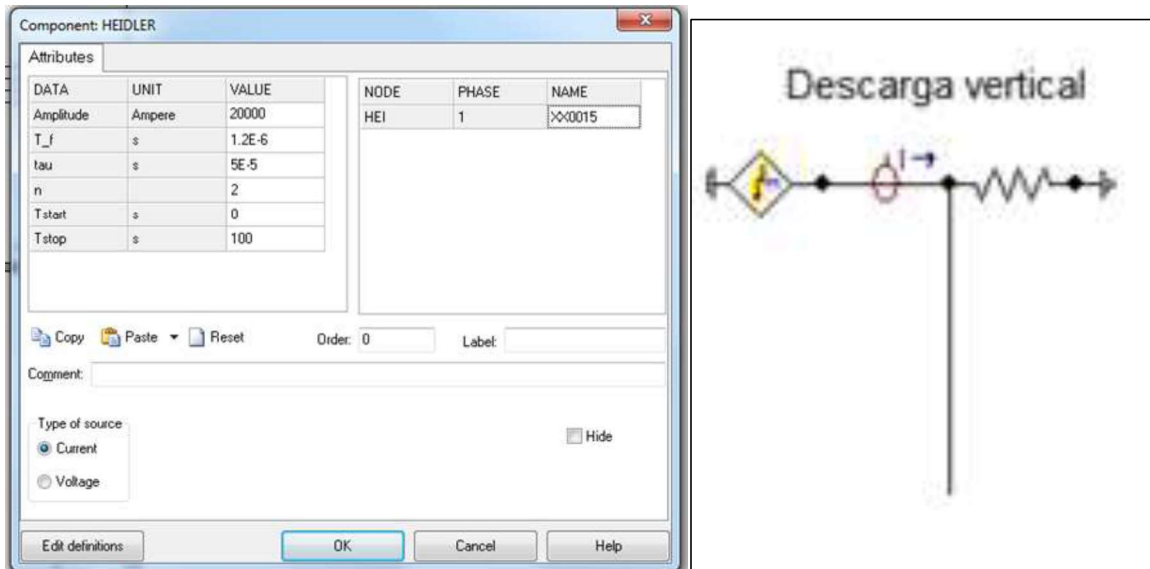 Component: HEIDLER
Attributes
DATA UNIT VALUE
Amplitude Ampere 20000
T_f s 1.2E-6
tau s 5E-5
n 2
Tstart s 0
Tstop s 100
NODE PHASE NAME
HEI 1 XX0015
Copy Paste Reset Order: 0 Label:
Comment:
Type of source
Current
Voltage
Hide
Edit definitions OK Cancel Help
Descarga vertical
I